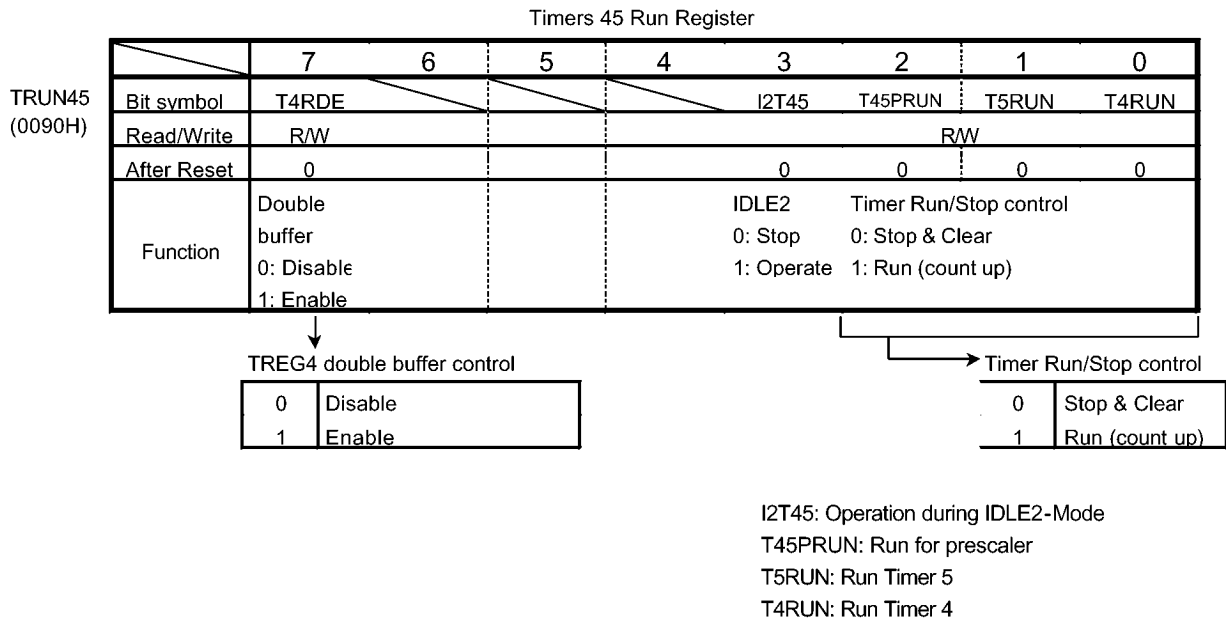 Timers 45 Run Register
7 6 5 4 3 2 1 0
TRUN45 (0090H)
Bit symbol T4RDE I2T45 T45PRUN T5RUN T4RUN
Read/Write R/W R/W
After Reset 0 0 0 0 0
Function
Double buffer
0: Disable
1: Enable
IDLE2
0: Stop
1: Operate
Timer Run/Stop control
0: Stop & Clear
1: Run (count up)
TREG4 double buffer control
0 Disable
1 Enable
Timer Run/Stop control
0 Stop & Clear
1 Run (count up)
I2T45: Operation during IDLE2-Mode
T45PRUN: Run for prescaler
T5RUN: Run Timer 5
T4RUN: Run Timer 4